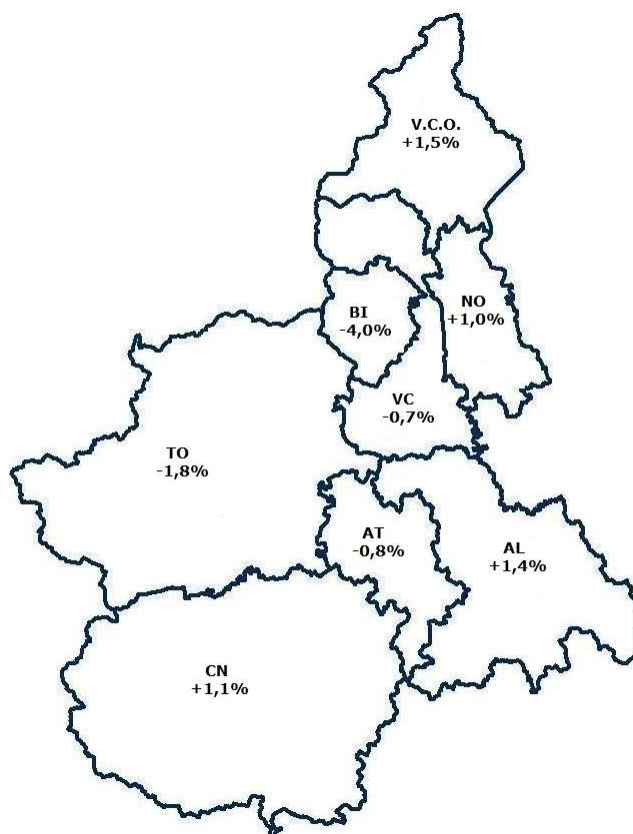 V.C.O.
+1,5%
NO
+1,0%
BI
-4,0%
VC
-0,7%
TO
-1,8%
AT
-0,8%
AL
+1,4%
CN
+1,1%